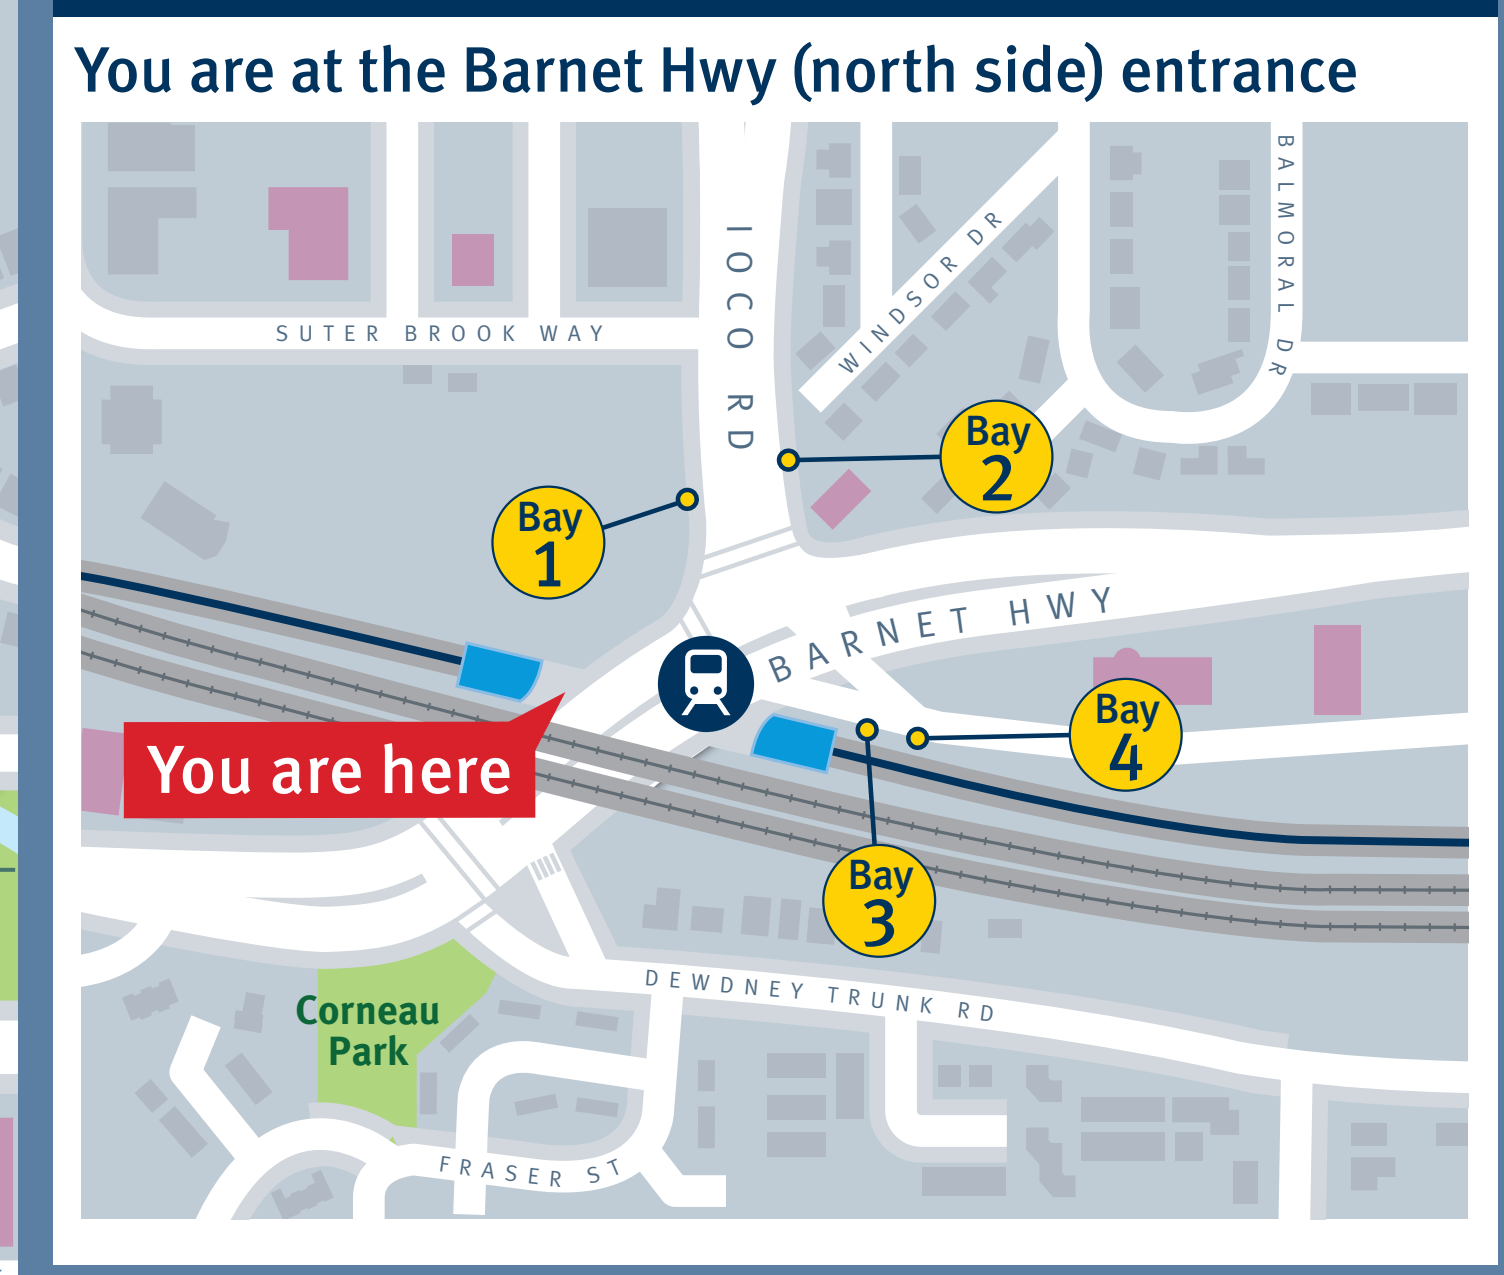 You are at the Barnet Hwy (north side) entrance
BALMORAL DR
IOCO RD
WINDSOR DR
SUTER BROOK WAY
Bay
2
Bay
1
BARNET HWY
Bay
4
You are here
Bay
3
DEWDNEY TRUNK RD
Corneau
Park
FRASER ST